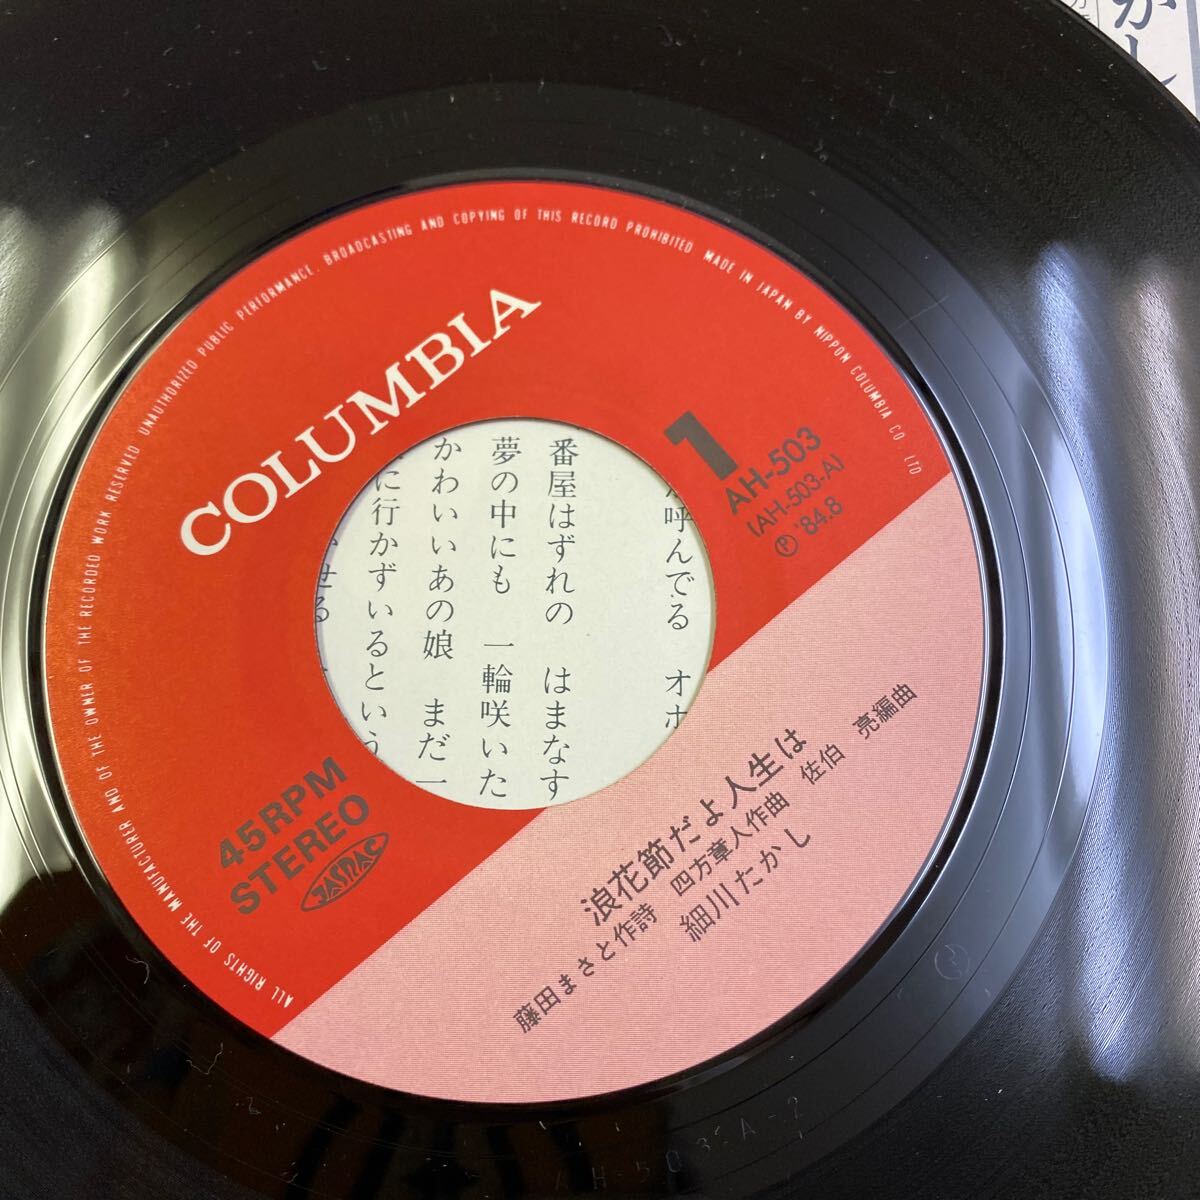 ALL RIGHTS OF THE MANUFACTURER AND OF THE OWNER OF THE RECORDED WORK RESERVED UNAUTHORIZED PUBLIC PERFORMANCE. BROADCASTING AND COPYING OF THIS RECORD PROHIBITED MADE IN JAPAN BY NIPPON COLUMBIA CO LTD
COLUMBIA
1
AH-503
(AH-503-A)
Ⓟ '84.8
45RPM
STEREO
JASRAC
浪花節だよ人生は
藤田まさと作詩 四方章人作曲 佐伯 亮編曲
細川たかし
呼んでる オホ
番屋はずれの はまなす
夢の中にも 一輪咲いた
かわいいあの娘 まだ一
に行かずいるという
せる
かし
AH-503-A-2